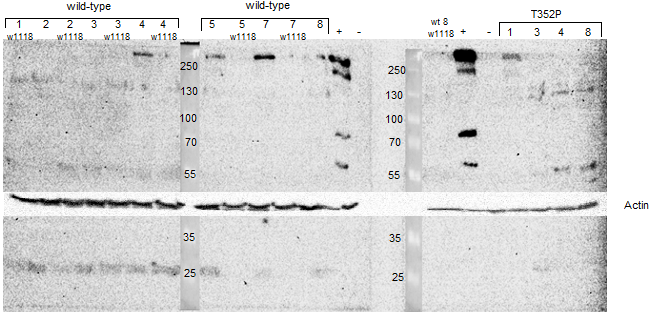 wild-type
1 2 2 3 3 4 4
w1118 w1118 w1118 w1118
wild-type
5 5 7 7 8 + -
w1118 w1118
wt 8
w1118 + -
T352P
1 3 4 8
250
130
100
70
55
35
25
250
130
100
70
55
35
25
Actin